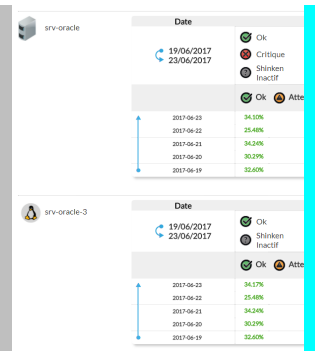 Date
srv-oracle
Ok
19/06/2017
23/06/2017
Critique
Shinken
Inactif
Ok Atte
2017-06-23 34.10%
2017-06-22 25.48%
2017-06-21 34.24%
2017-06-20 30.29%
2017-06-19 32.60%
Date
srv-oracle-3
Ok
19/06/2017
23/06/2017
Shinken
Inactif
Ok Atte
2017-06-23 34.17%
2017-06-22 25.48%
2017-06-21 34.24%
2017-06-20 30.29%
2017-06-19 32.60%